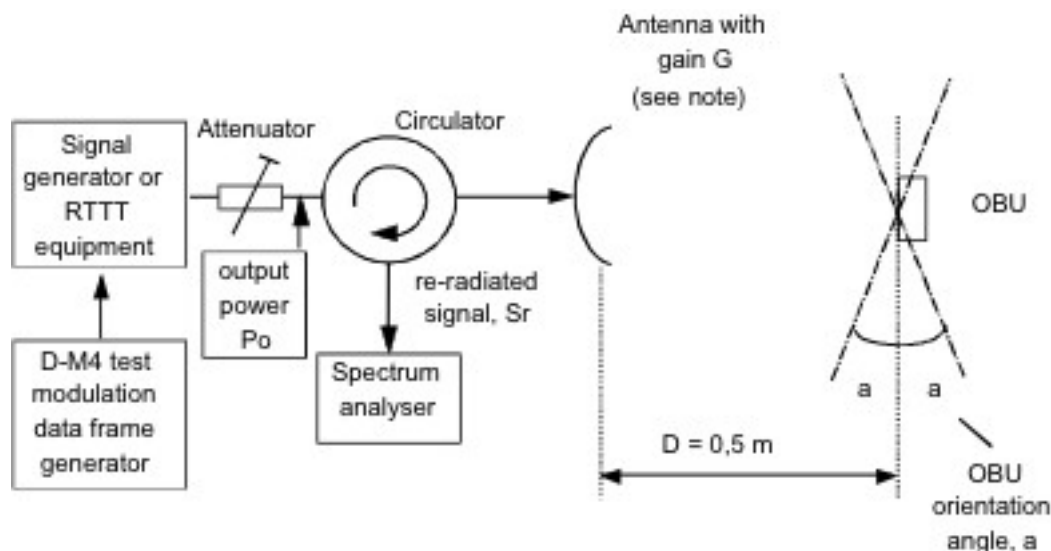 Antenna with
gain G
(see note)
Attenuator
Circulator
Signal
generator or
RTTT
equipment
OBU
output
power
Po
re-radiated
signal, Sr
D-M4 test
modulation
data frame
generator
Spectrum
analyser
a
a
D = 0,5 m
OBU
orientation
angle, a